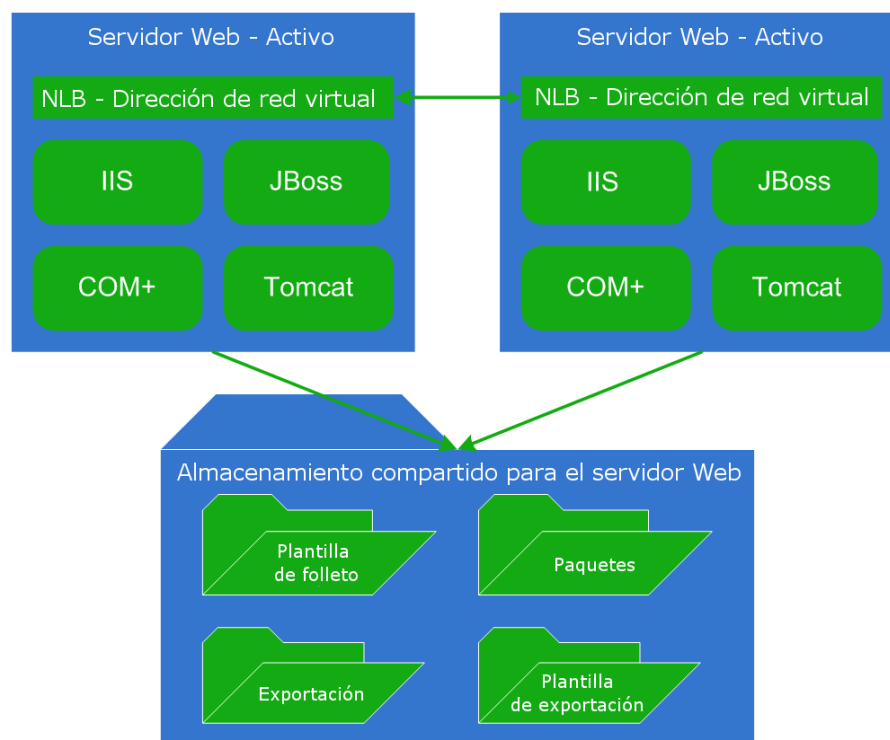 Servidor Web - Activo
NLB - Dirección de red virtual
IIS
JBoss
COM+
Tomcat
Servidor Web - Activo
NLB - Dirección de red virtual
IIS
JBoss
COM+
Tomcat
Almacenamiento compartido para el servidor Web
Plantilla
de folleto
Paquetes
Exportación
Plantilla
de exportación